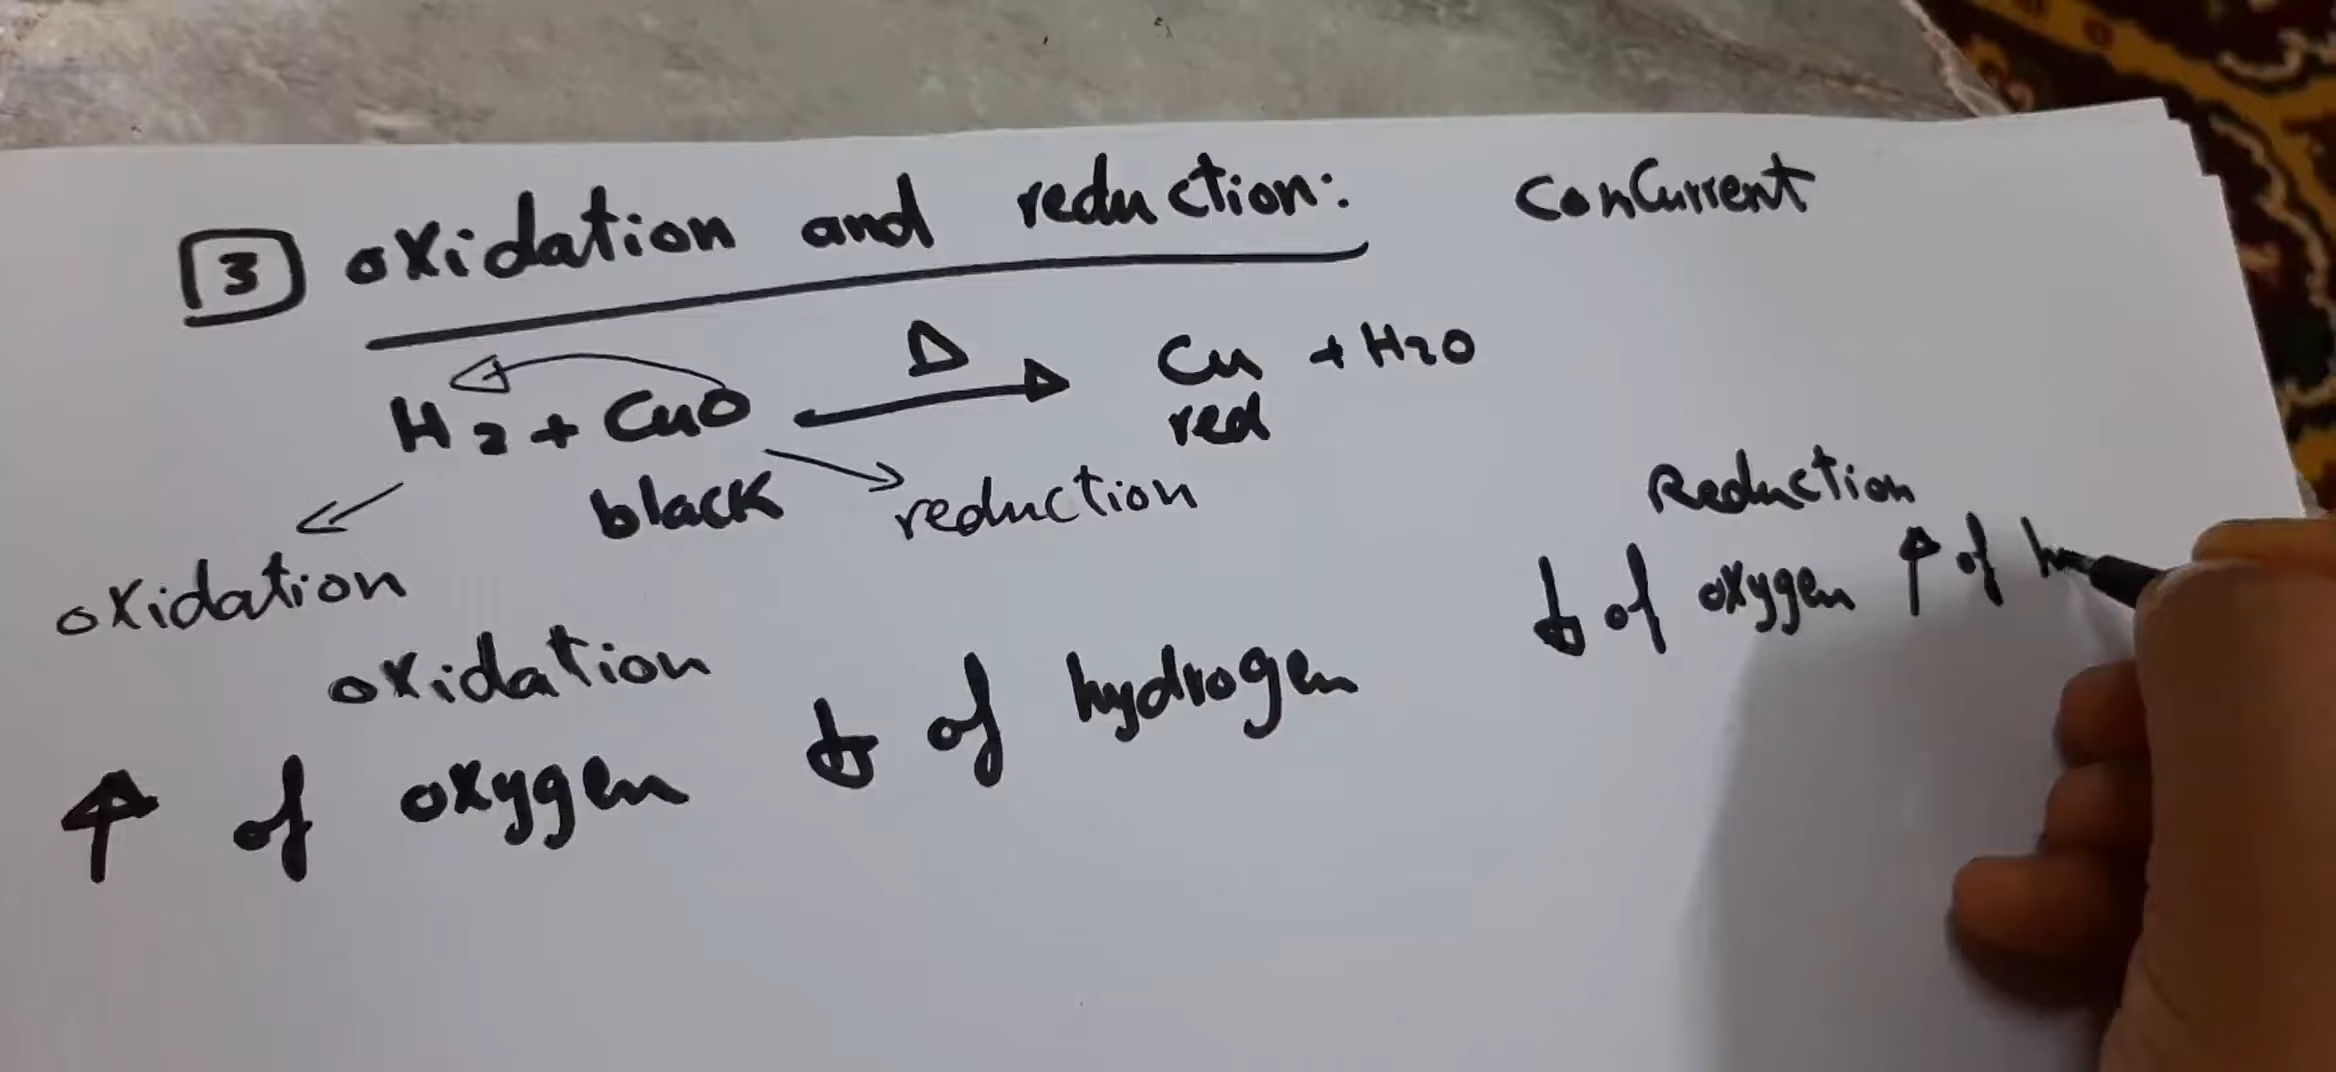 3 oxidation and reduction: ConCurrent
H2 + CuO Δ → Cu + H2O
black → reduction red
oxidation
Reduction
oxidation
↓ of oxygen ↑ of
↑ of oxygen ↓ of hydrogen